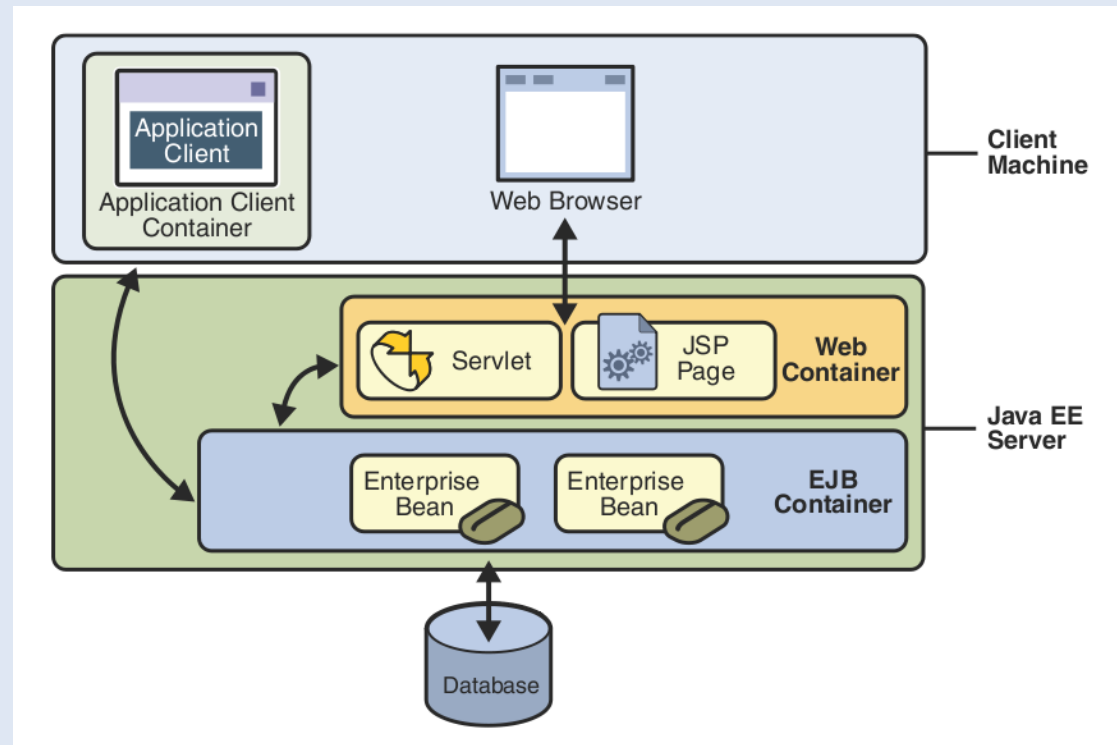 Application
Client
Application Client
Container
Web Browser
Client
Machine
Servlet
JSP
Page
Web
Container
Java EE
Server
Enterprise
Bean
Enterprise
Bean
EJB
Container
Database